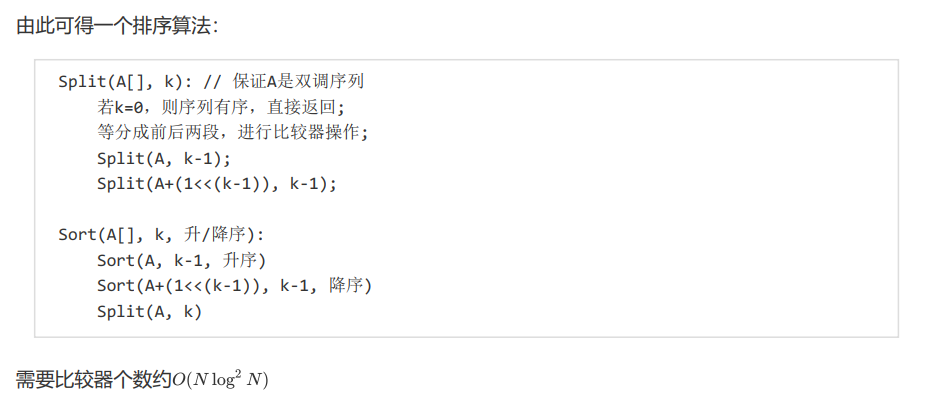 由此可得一个排序算法：
Split(A[], k): // 保证A是双调序列
若k=0，则序列有序，直接返回；
等分成前后两段，进行比较器操作；
Split(A, k-1);
Split(A+(1<<(k-1)), k-1);
Sort(A[], k, 升/降序):
Sort(A, k-1, 升序)
Sort(A+(1<<(k-1)), k-1, 降序)
Split(A, k)
需要比较器个数约O(N log² N)